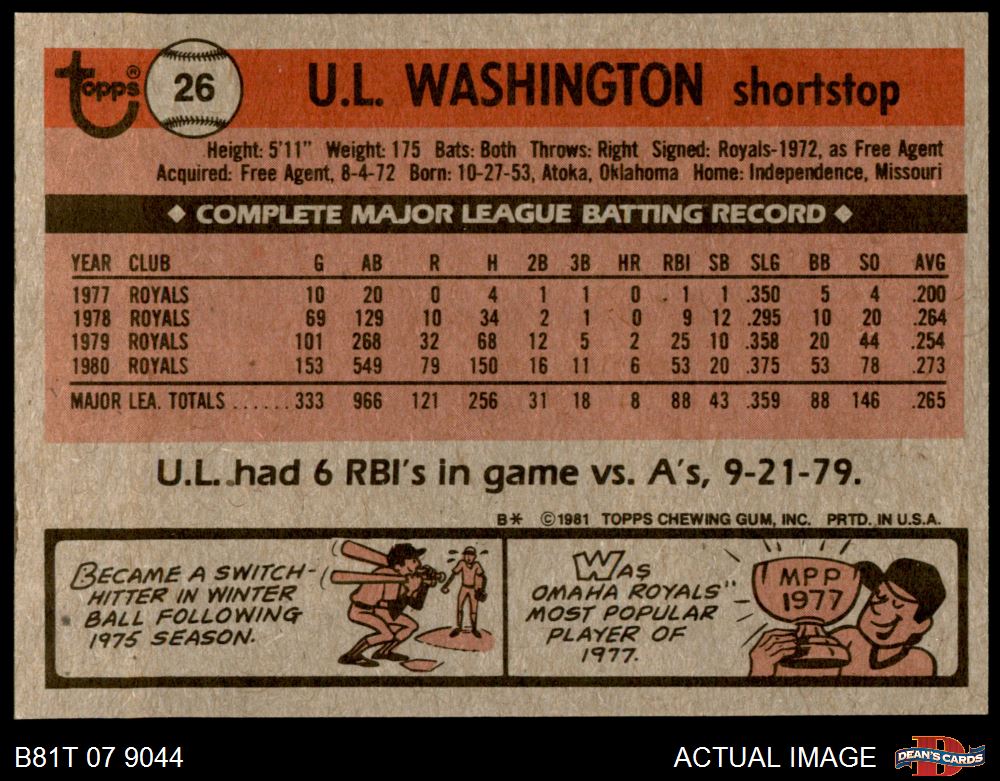 Topps® 26 U.L. WASHINGTON shortstop
Height: 5'11" Weight: 175 Bats: Both Throws: Right Signed: Royals-1972, as Free Agent
Acquired: Free Agent, 8-4-72 Born: 10-27-53, Atoka, Oklahoma Home: Independence, Missouri
◆ COMPLETE MAJOR LEAGUE BATTING RECORD ◆
YEAR CLUB G AB R H 2B 3B HR RBI SB SLG BB SO AVG
1977 ROYALS 10 20 0 4 1 1 0 1 1 .350 5 4 .200
1978 ROYALS 69 129 10 34 2 1 0 9 12 .295 10 20 .264
1979 ROYALS 101 268 32 68 12 5 2 25 10 .358 20 44 .254
1980 ROYALS 153 549 79 150 16 11 6 53 20 .375 53 78 .273
MAJOR LEA. TOTALS ......333 966 121 256 31 18 8 88 43 .359 88 146 .265
U.L. had 6 RBI's in game vs. A's, 9-21-79.
B* ©1981 TOPPS CHEWING GUM, INC. PRTD. IN U.S.A.
BECAME A SWITCH-
HITTER IN WINTER
BALL FOLLOWING
1975 SEASON.
WAS
OMAHA ROYALS"
MOST POPULAR
PLAYER OF
1977.
MPP
1977
B81T 07 9044 ACTUAL IMAGE D DEAN'S CARDS